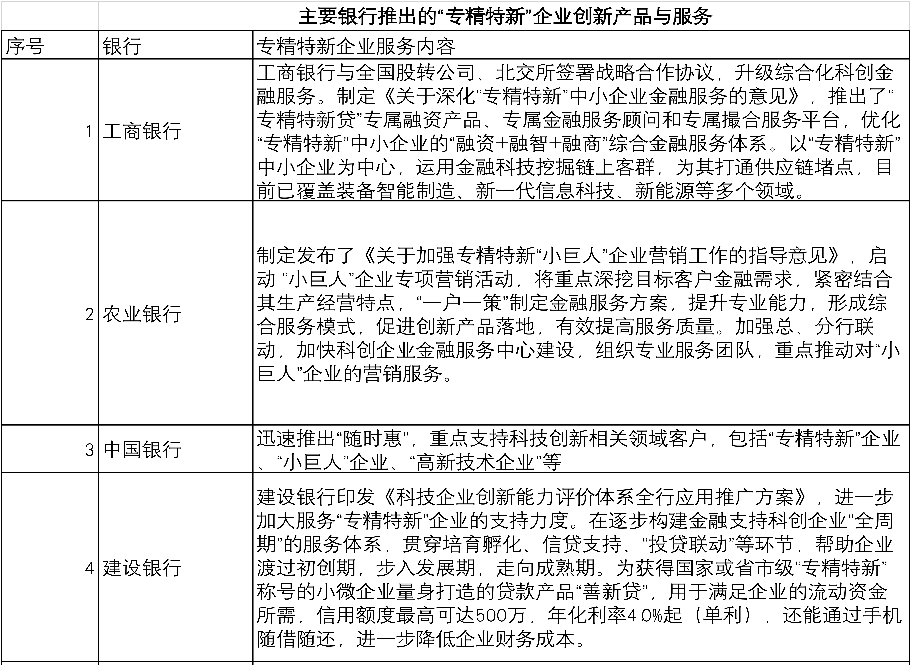 主要银行推出的“专精特新”企业创新产品与服务
序号 银行 专精特新企业服务内容
1 工商银行
工商银行与全国股转公司、北交所签署战略合作协议，升级综合化科创金
融服务。制定《关于深化“专精特新”中小企业金融服务的意见》，推出了“
专精特新贷”专属融资产品、专属金融服务顾问和专属撮合服务平台，优化
“专精特新”中小企业的“融资+融智+融商”综合金融服务体系。以“专精特新”
中小企业为中心，运用金融科技挖掘链上客群，为其打通供应链堵点，目
前已覆盖装备智能制造、新一代信息科技、新能源等多个领域。
2 农业银行
制定发布了《关于加强专精特新“小巨人”企业营销工作的指导意见》，启
动 “小巨人”企业专项营销活动，将重点深挖目标客户金融需求，紧密结合
其生产经营特点，“一户一策”制定金融服务方案，提升专业能力，形成综
合服务模式，促进创新产品落地，有效提高服务质量。加强总、分行联
动，加快科创企业金融服务中心建设，组织专业服务团队，重点推动对“小
巨人”企业的营销服务。
3 中国银行
迅速推出“随时惠”，重点支持科技创新相关领域客户，包括“专精特新”企业
、“小巨人”企业、“高新技术企业”等
4 建设银行
建设银行印发《科技企业创新能力评价体系全行应用推广方案》，进一步
加大服务“专精特新”企业的支持力度。在逐步构建金融支持科创企业“全周
期”的服务体系，贯穿培育孵化、信贷支持、“投贷联动”等环节，帮助企业
渡过初创期，步入发展期，走向成熟期。为获得国家或省市级“专精特新”
称号的小微企业量身打造的贷款产品“善新贷”，用于满足企业的流动资金
所需，信用额度最高可达500万，年化利率4.0%起（单利），还能通过手机
随借随还，进一步降低企业财务成本。